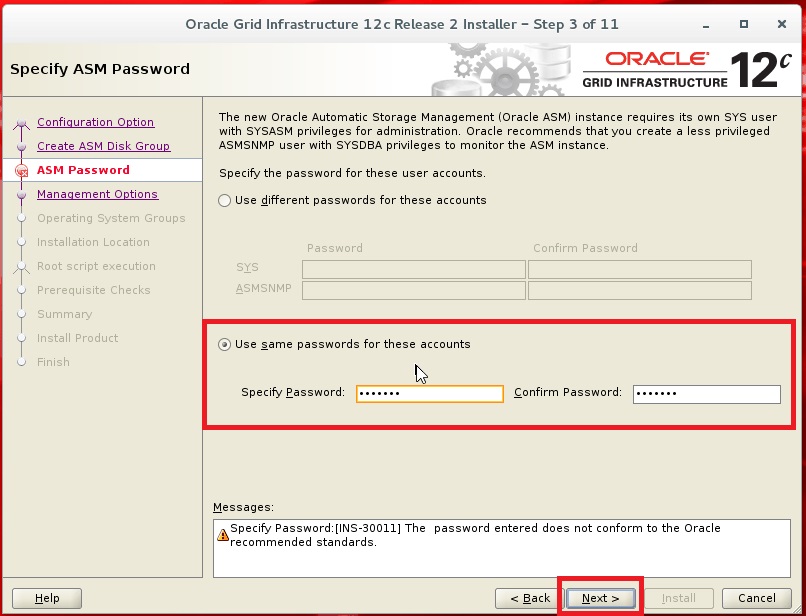 Oracle Grid Infrastructure 12c Release 2 Installer – Step 3 of 11
Specify ASM Password
ORACLE®
GRID INFRASTRUCTURE
12c
Configuration Option
Create ASM Disk Group
ASM Password
Management Options
Operating System Groups
Installation Location
Root script execution
Prerequisite Checks
Summary
Install Product
Finish
The new Oracle Automatic Storage Management (Oracle ASM) instance requires its own SYS user
with SYSASM privileges for administration. Oracle recommends that you create a less privileged
ASMSNMP user with SYSDBA privileges to monitor the ASM instance.
Specify the password for these user accounts.
Use different passwords for these accounts
Password Confirm Password
SYS
ASMSNMP
Use same passwords for these accounts
Specify Password: ••••••• Confirm Password: •••••••
Messages:
Specify Password:[INS-30011] The  password entered does not conform to the Oracle
recommended standards.
Help < Back Next > Install Cancel